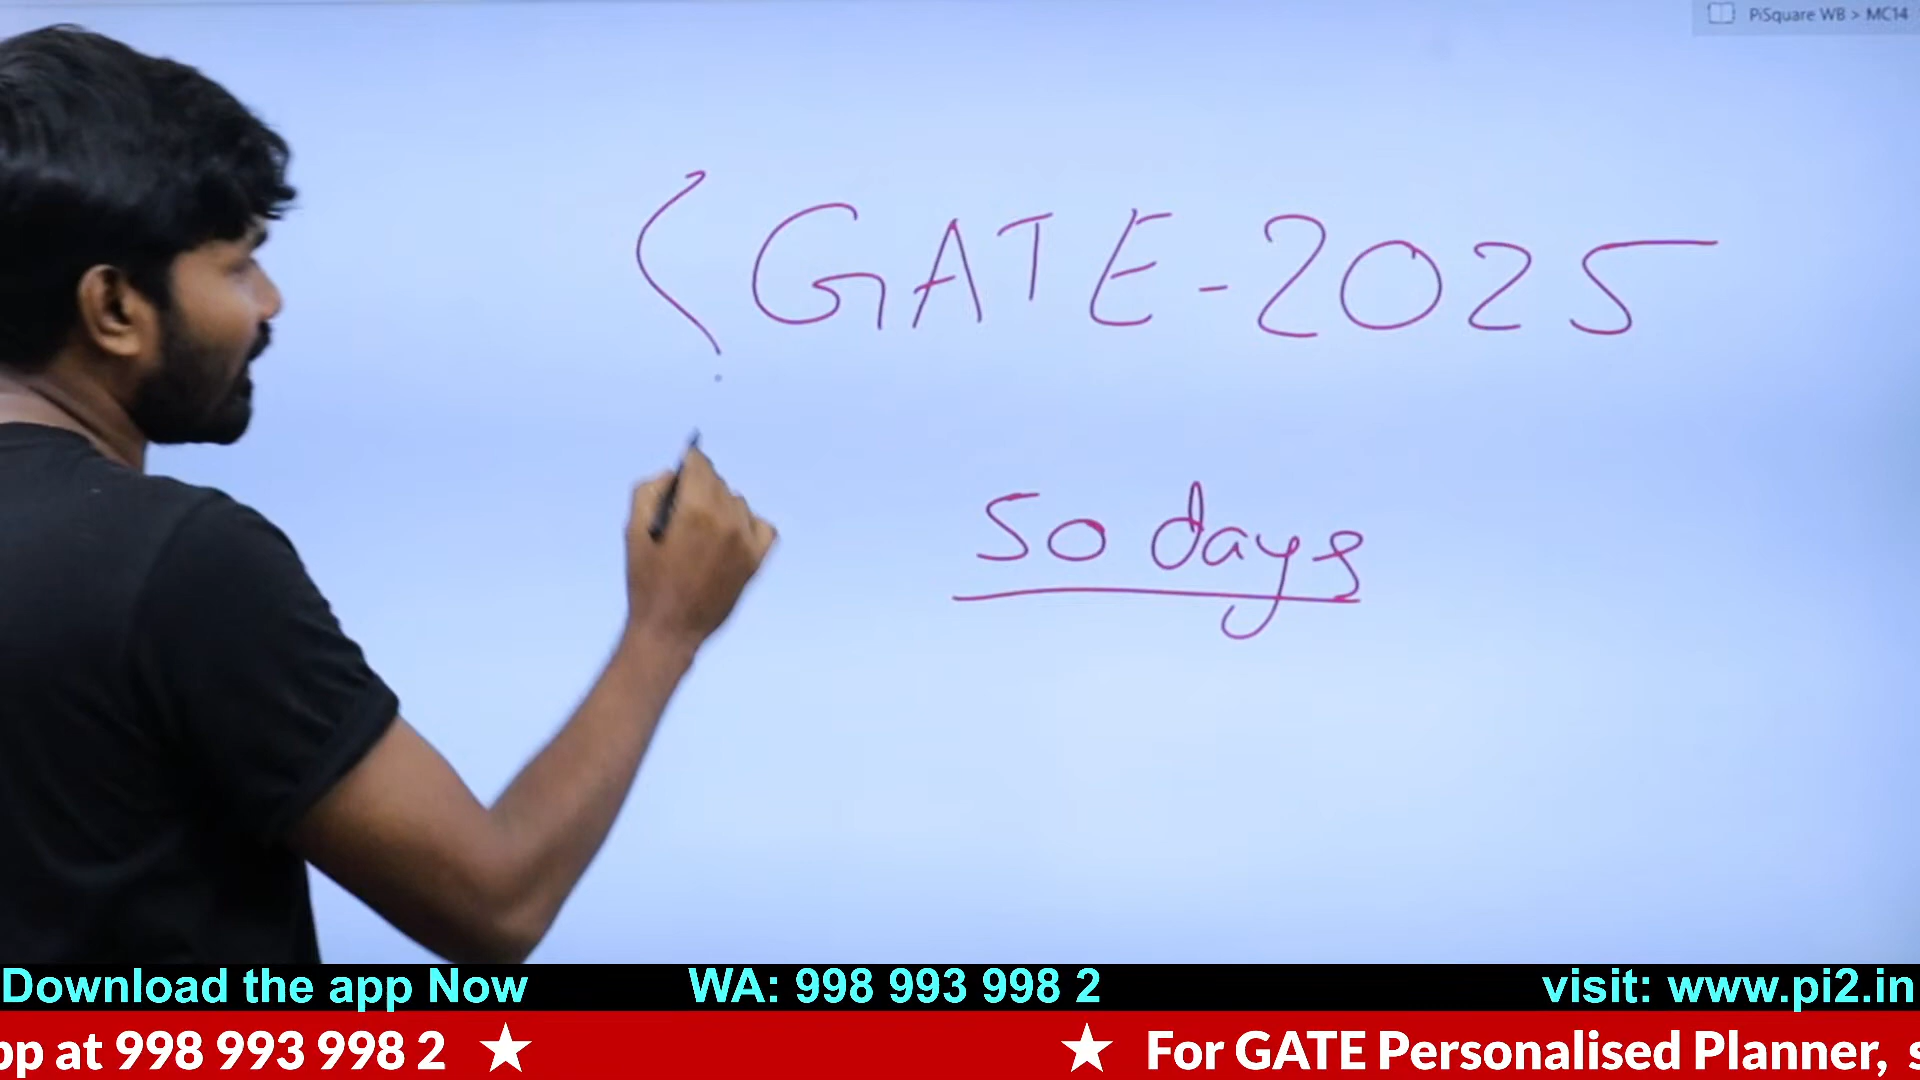 PiSquare WB > MC14
GATE-2025
50 days
Download the app Now WA: 998 993 998 2 visit: www.pi2.in
pp at 998 993 998 2 ★ ★ For GATE Personalised Planner, s